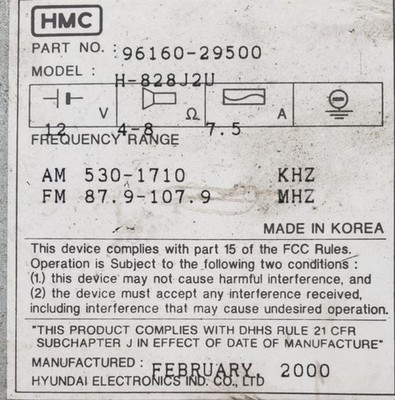 HMC
PART NO. : 96160-29500
MODEL : H-828J2U
12 V 4-8 Ω 7.5 A
FREQUENCY RANGE
AM 530-1710 KHZ
FM 87.9-107.9 MHZ
MADE IN KOREA
This device complies with part 15 of the FCC Rules.
Operation is Subject to the following two conditions :
(1.) this device may not cause harmful interference, and
(2) the device must accept any interference received,
including interference that may cause undesired operation.
"THIS PRODUCT COMPLIES WITH DHHS RULE 21 CFR
SUBCHAPTER J IN EFFECT OF DATE OF MANUFACTURE"
MANUFACTURED : FEBRUARY, 2000
HYUNDAI ELECTRONICS IND. CO., LTD